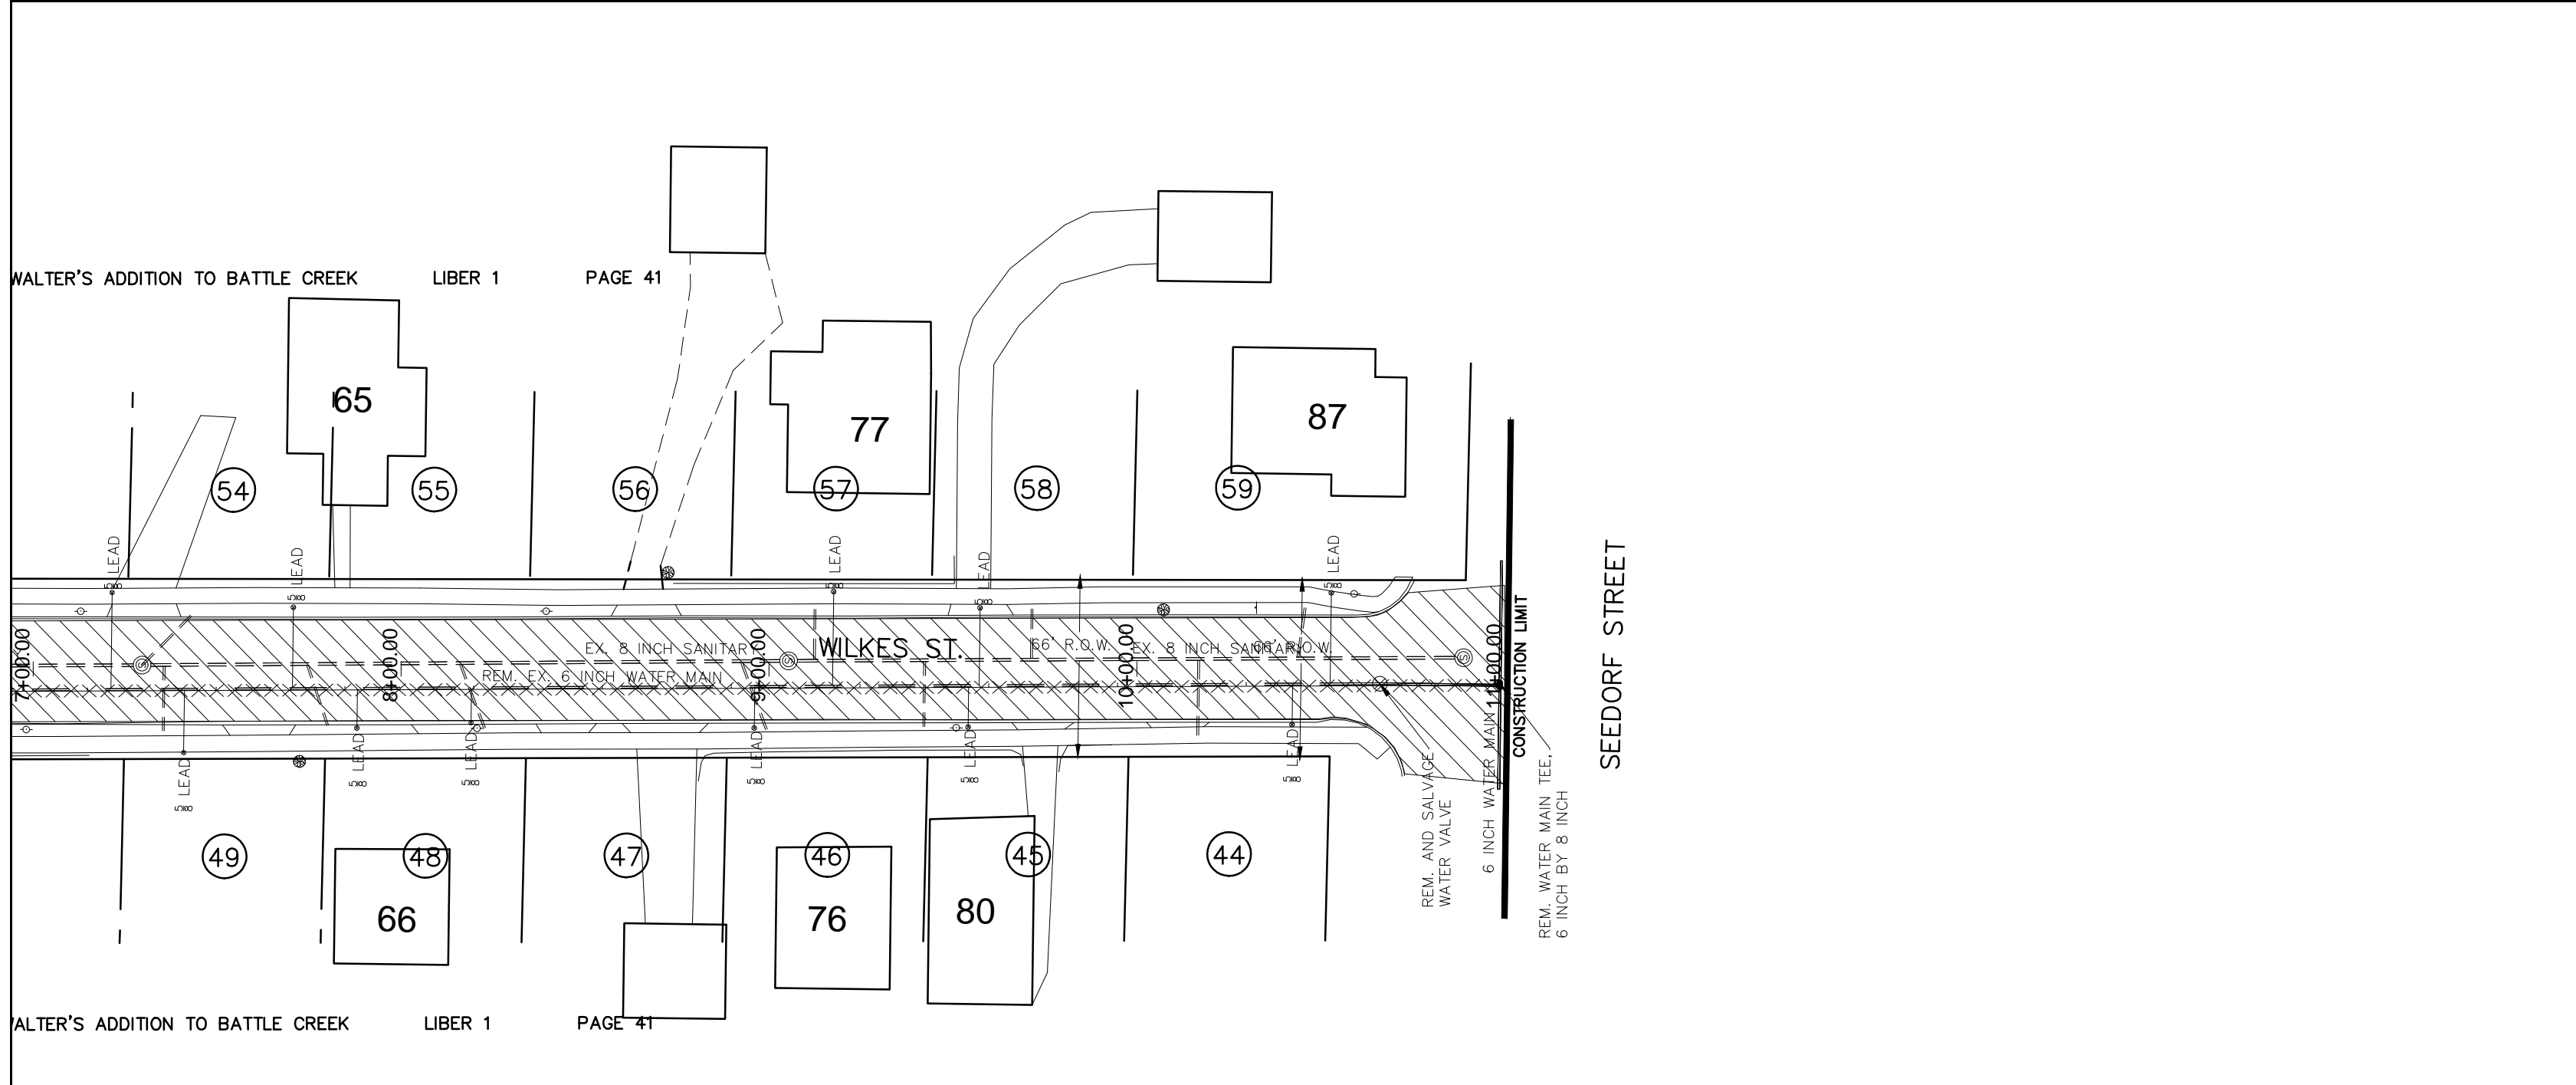 WALTER'S ADDITION TO BATTLE CREEK LIBER 1 PAGE 41
65
77
87
54
55
56
57
58
59
5/8 LEAD
5/8 LEAD
5/8 LEAD
5/8 LEAD
5/8 LEAD
7+00.00
8+00.00
9+00.00
10+00.00
11+00.00
EX. 8 INCH SANITARY
WILKES ST.
66' R.O.W.
EX. 8 INCH SANITARY
66' R.O.W.
REM. EX. 6 INCH WATER MAIN
S
S
S
5/8 LEAD
5/8 LEAD
5/8 LEAD
5/8 LEAD
5/8 LEAD
5/8 LEAD
CONSTRUCTION LIMIT
SEEDORF STREET
REM. AND SALVAGE
WATER VALVE
6 INCH WATER MAIN
REM. WATER MAIN TEE,
6 INCH BY 8 INCH
49
48
47
46
45
44
66
76
80
ALTER'S ADDITION TO BATTLE CREEK LIBER 1 PAGE 41